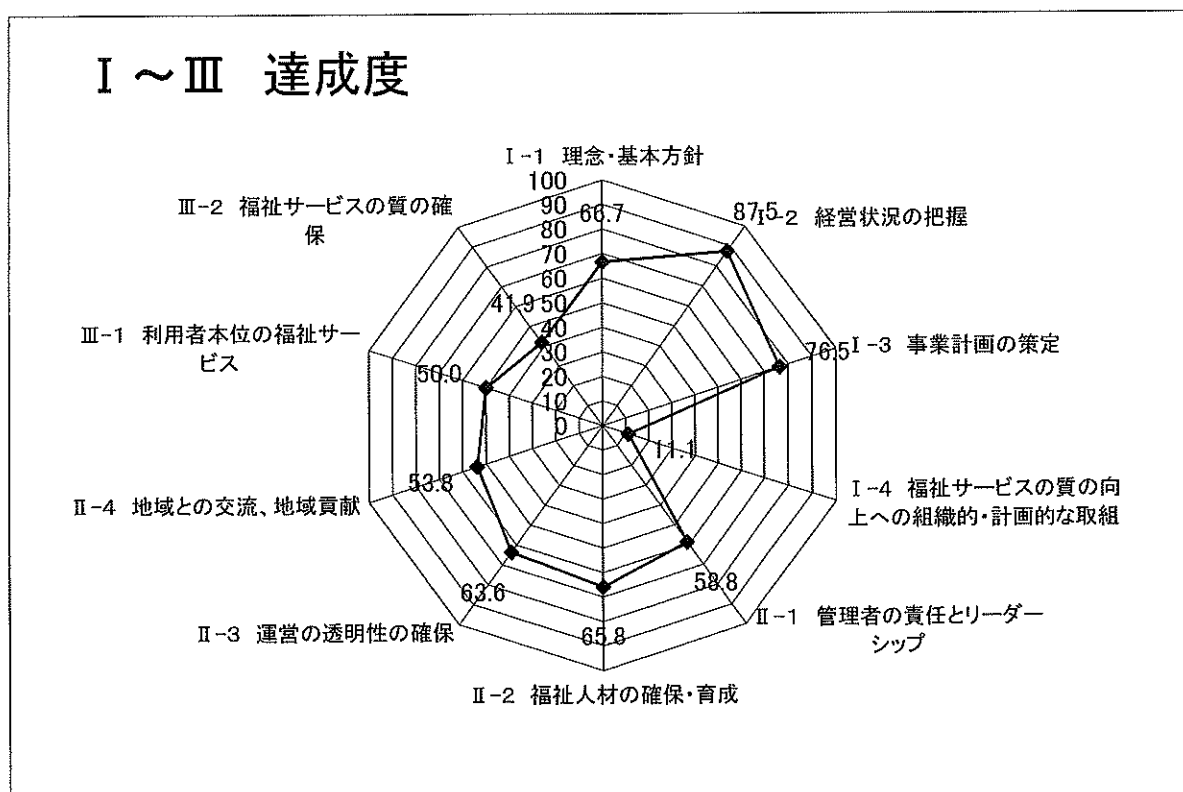 Ⅰ～Ⅲ 達成度
Ⅰ-1 理念・基本方針
Ⅰ-2 経営状況の把握
Ⅰ-3 事業計画の策定
Ⅰ-4 福祉サービスの質の向
上への組織的・計画的な取組
Ⅱ-1 管理者の責任とリーダー
シップ
Ⅱ-2 福祉人材の確保・育成
Ⅱ-3 運営の透明性の確保
Ⅱ-4 地域との交流、地域貢献
Ⅲ-1 利用者本位の福祉サー
ビス
Ⅲ-2 福祉サービスの質の確
保
100
90
80
70
60
50
40
30
20
10
0
66.7
87.5
76.5
11.1
58.8
65.8
63.6
53.8
50.0
41.9